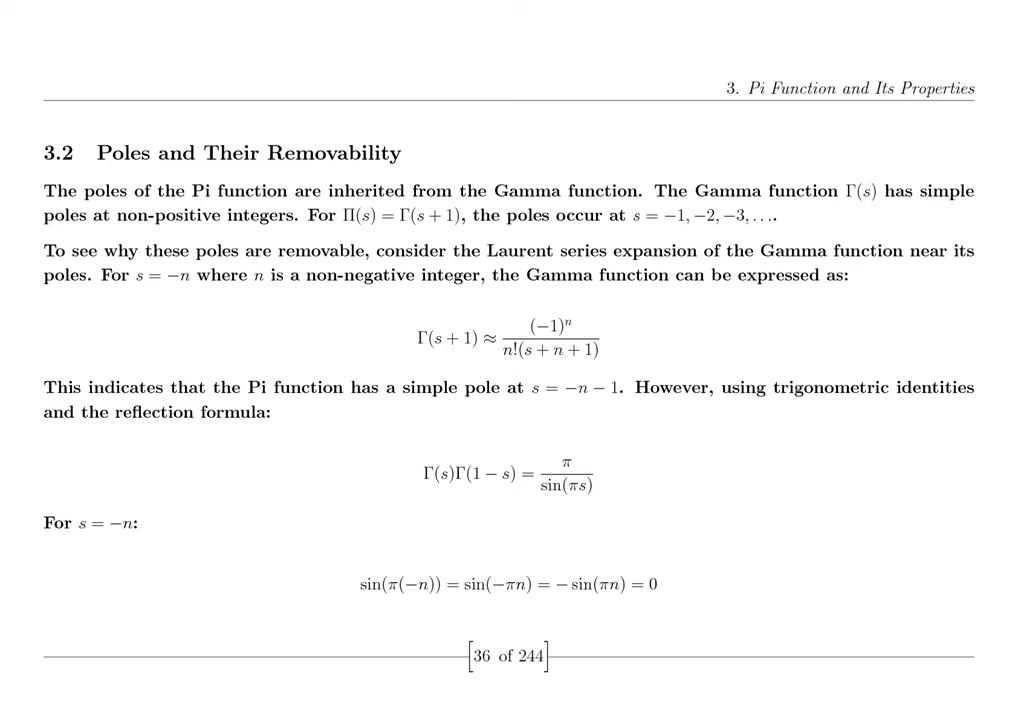 3. Pi Function and Its Properties
3.2 Poles and Their Removability
The poles of the Pi function are inherited from the Gamma function. The Gamma function Γ(s) has simple
poles at non-positive integers. For Π(s) = Γ(s + 1), the poles occur at s = −1, −2, −3, . . ..
To see why these poles are removable, consider the Laurent series expansion of the Gamma function near its
poles. For s = −n where n is a non-negative integer, the Gamma function can be expressed as:
Γ(s + 1) ≈ (−1)^n / n!(s + n + 1)
This indicates that the Pi function has a simple pole at s = −n − 1. However, using trigonometric identities
and the reflection formula:
Γ(s)Γ(1 − s) = π / sin(πs)
For s = −n:
sin(π(−n)) = sin(−πn) = − sin(πn) = 0
[36 of 244]